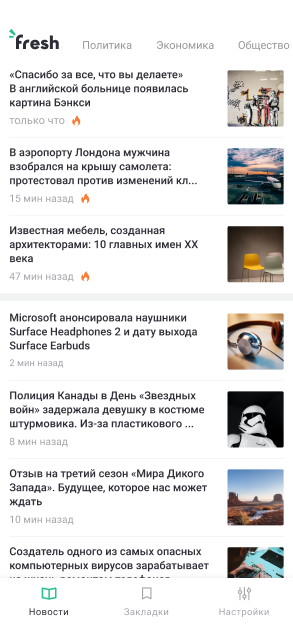 fresh
Политика Экономика Общество
«Спасибо за все, что вы делаете»
В английской больнице появилась
картина Бэнкси
только что
В аэропорту Лондона мужчина
взобрался на крышу самолета:
протестовал против изменений кл...
15 мин назад
Известная мебель, созданная
архитекторами: 10 главных имен XX
века
47 мин назад
Microsoft анонсировала наушники
Surface Headphones 2 и дату выхода
Surface Earbuds
2 мин назад
Полиция Канады в День «Звездных
войн» задержала девушку в костюме
штурмовика. Из-за пластикового ...
8 мин назад
Отзыв на третий сезон «Мира Дикого
Запада». Будущее, которое нас может
ждать
10 мин назад
Создатель одного из самых опасных
компьютерных вирусов зарабатывает
Новости Закладки Настройки